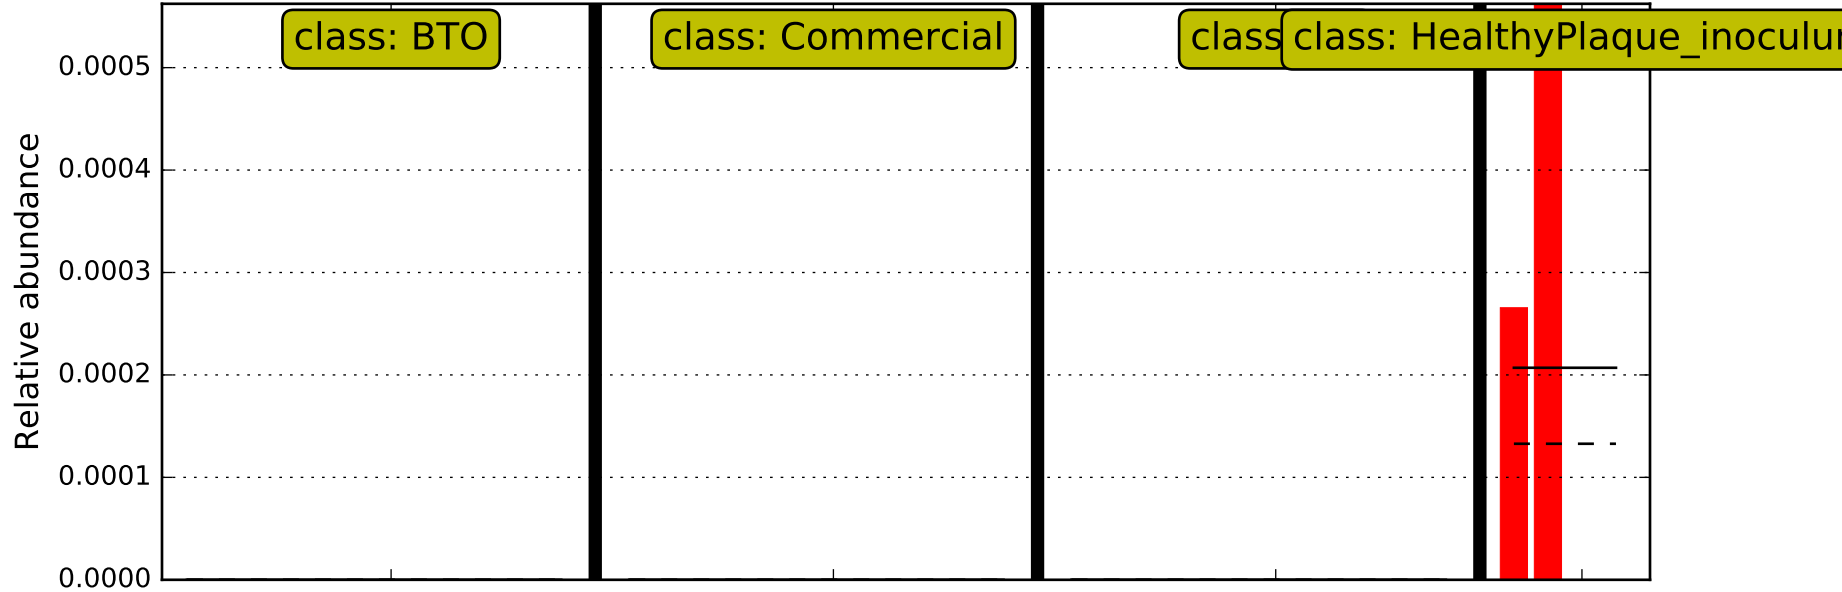 class: BTO
class: Commercial
class
class: HealthyPlaque_inoculu
0.0005
0.0004
0.0003
0.0002
0.0001
0.0000
Relative abundance